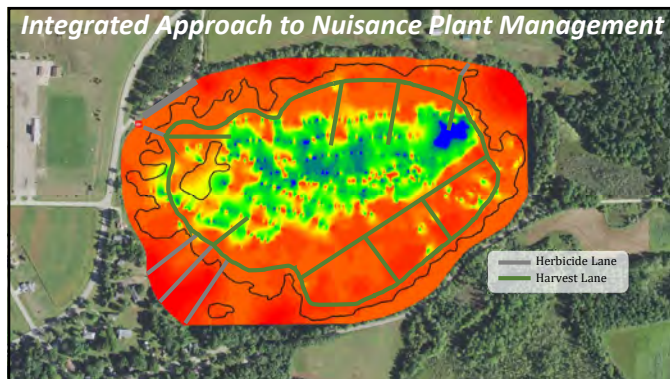 Integrated Approach to Nuisance Plant Management
Herbicide Lane
Harvest Lane